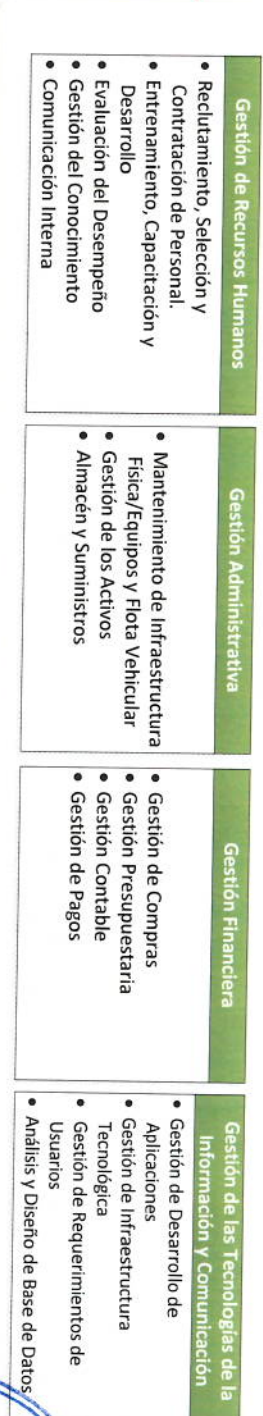 Gestión de Recursos Humanos
• Reclutamiento, Selección y
Contratación de Personal.
• Entrenamiento, Capacitación y
Desarrollo
• Evaluación del Desempeño
• Gestión del Conocimiento
• Comunicación Interna
Gestión Administrativa
• Mantenimiento de Infraestructura
Física/Equipos y Flota Vehicular
• Gestión de los Activos
• Almacén y Suministros
Gestión Financiera
• Gestión de Compras
• Gestión Presupuestaria
• Gestión Contable
• Gestión de Pagos
Gestión de las Tecnologías de la
Información y Comunicación
• Gestión de Desarrollo de
Aplicaciones
• Gestión de Infraestructura
Tecnológica
• Gestión de Requerimientos de
Usuarios
• Análisis y Diseño de Base de Datos